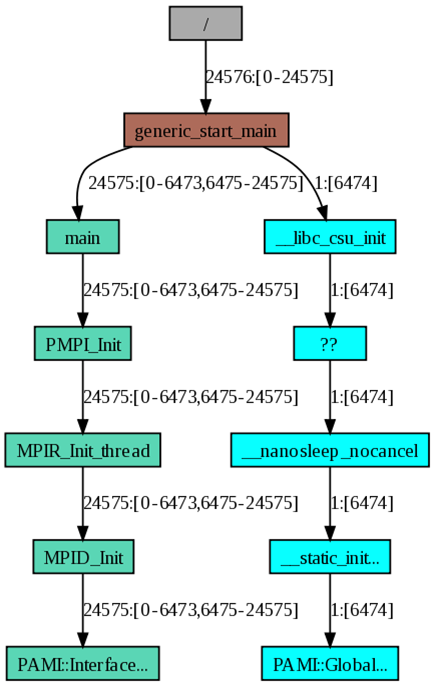 /
24576:[0-24575]
generic_start_main
24575:[0-6473,6475-24575] 1:[6474]
main __libc_csu_init
24575:[0-6473,6475-24575] 1:[6474]
PMPI_Init ??
24575:[0-6473,6475-24575] 1:[6474]
MPIR_Init_thread __nanosleep_nocancel
24575:[0-6473,6475-24575] 1:[6474]
MPID_Init __static_init...
24575:[0-6473,6475-24575] 1:[6474]
PAMI::Interface... PAMI::Global...